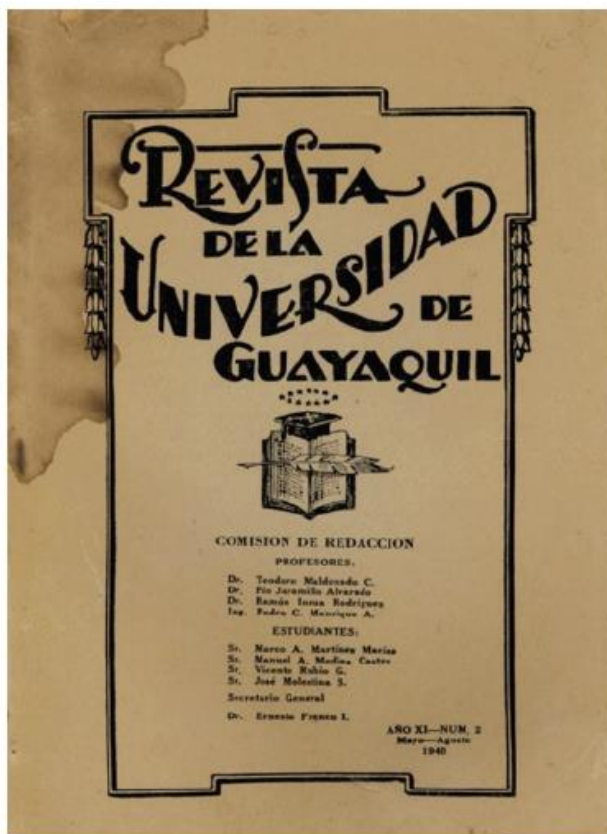 REVISTA
DE LA
UNIVERSIDAD DE
GUAYAQUIL
COMISION DE REDACCION
PROFESORES:
Dr. Teodoro Maldonado C.
Dr. Pío Jaramillo Alvarado
Dr. Ramón Insua Rodríguez
Ing. Pedro C. Manrique A.
ESTUDIANTES:
Sr. Marco A. Martínez Macías
Sr. Manuel A. Medina Castro
Sr. Vicente Rubio G.
Sr. José Molestina S.
Secretario General
Dr. Ernesto Franco I.
AÑO XI—NUM. 2
Mayo—Agosto
1940